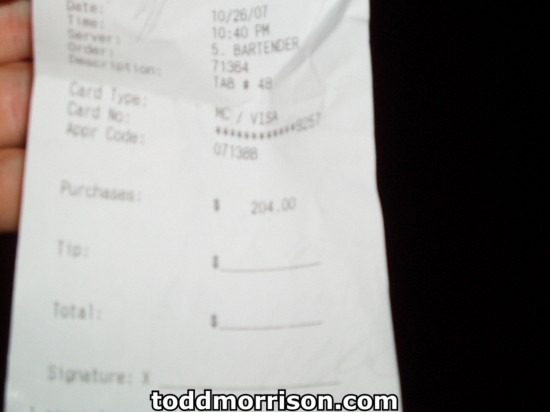 Date: 10/26/07
Time: 10:40 PM
Server: 5. BARTENDER
Order: 71364
Description: TAB # 48
Card Type: MC / VISA
Card No: ************9257
Appr Code: 07138B
Purchases: $ 204.00
Tip: $
Total: $
Signature: X
toddmorrison.com